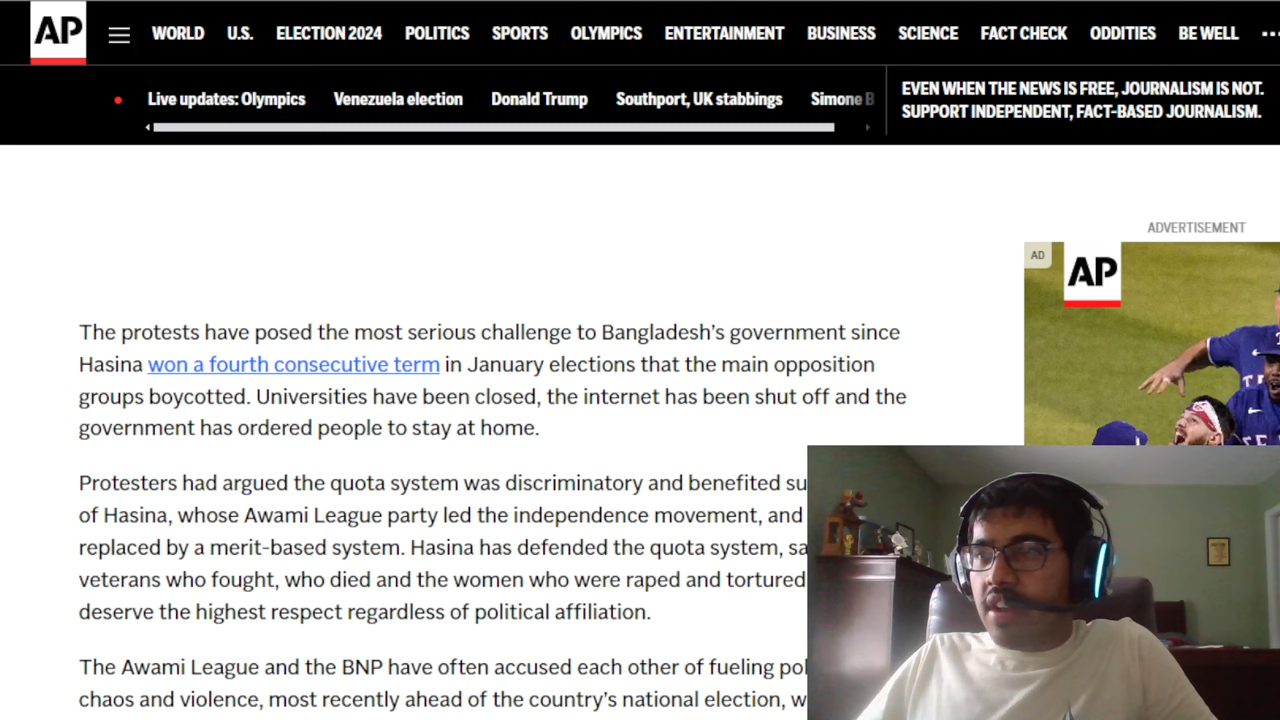 AP
WORLD U.S. ELECTION 2024 POLITICS SPORTS OLYMPICS ENTERTAINMENT BUSINESS SCIENCE FACT CHECK ODDITIES BE WELL
Live updates: Olympics Venezuela election Donald Trump Southport, UK stabbings Simone B
EVEN WHEN THE NEWS IS FREE, JOURNALISM IS NOT.
SUPPORT INDEPENDENT, FACT-BASED JOURNALISM.
The protests have posed the most serious challenge to Bangladesh’s government since
Hasina won a fourth consecutive term in January elections that the main opposition
groups boycotted. Universities have been closed, the internet has been shut off and the
government has ordered people to stay at home.
Protesters had argued the quota system was discriminatory and benefited su
of Hasina, whose Awami League party led the independence movement, and
replaced by a merit-based system. Hasina has defended the quota system, sa
veterans who fought, who died and the women who were raped and tortured
deserve the highest respect regardless of political affiliation.
The Awami League and the BNP have often accused each other of fueling pol
chaos and violence, most recently ahead of the country’s national election, w
ADVERTISEMENT
AD
AP